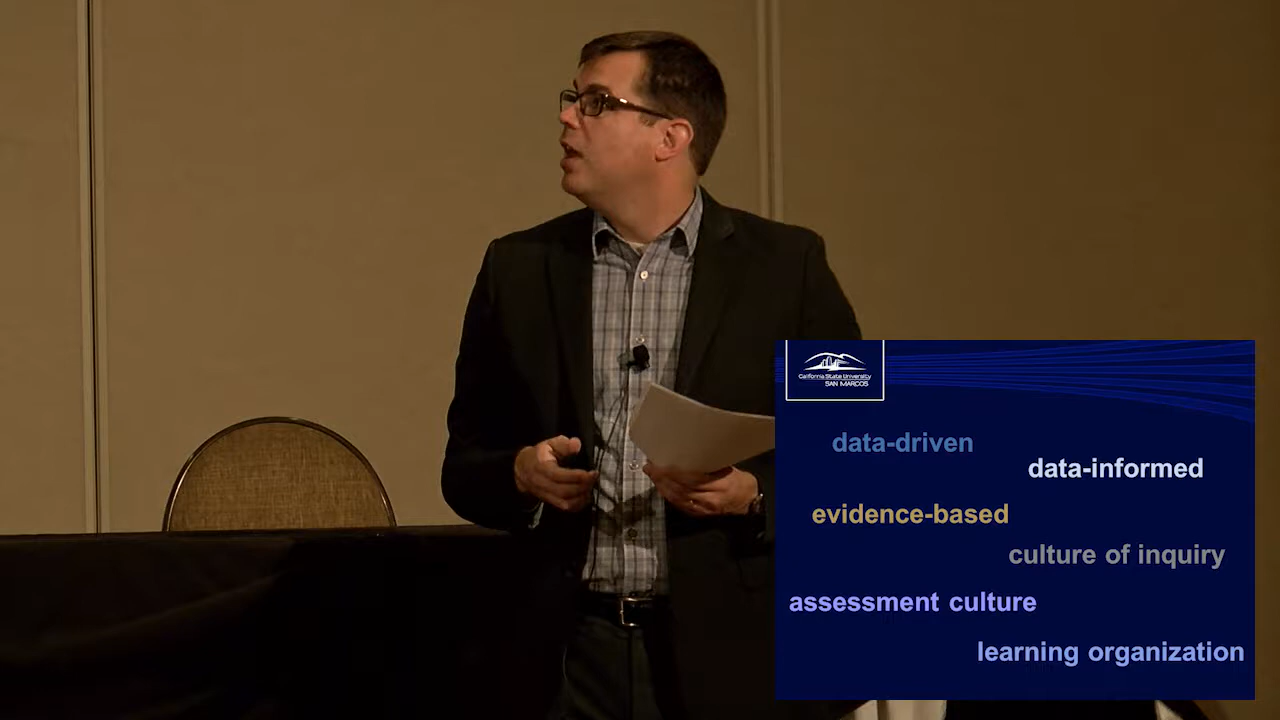 California State University
SAN MARCOS
data-driven
data-informed
evidence-based
culture of inquiry
assessment culture
learning organization